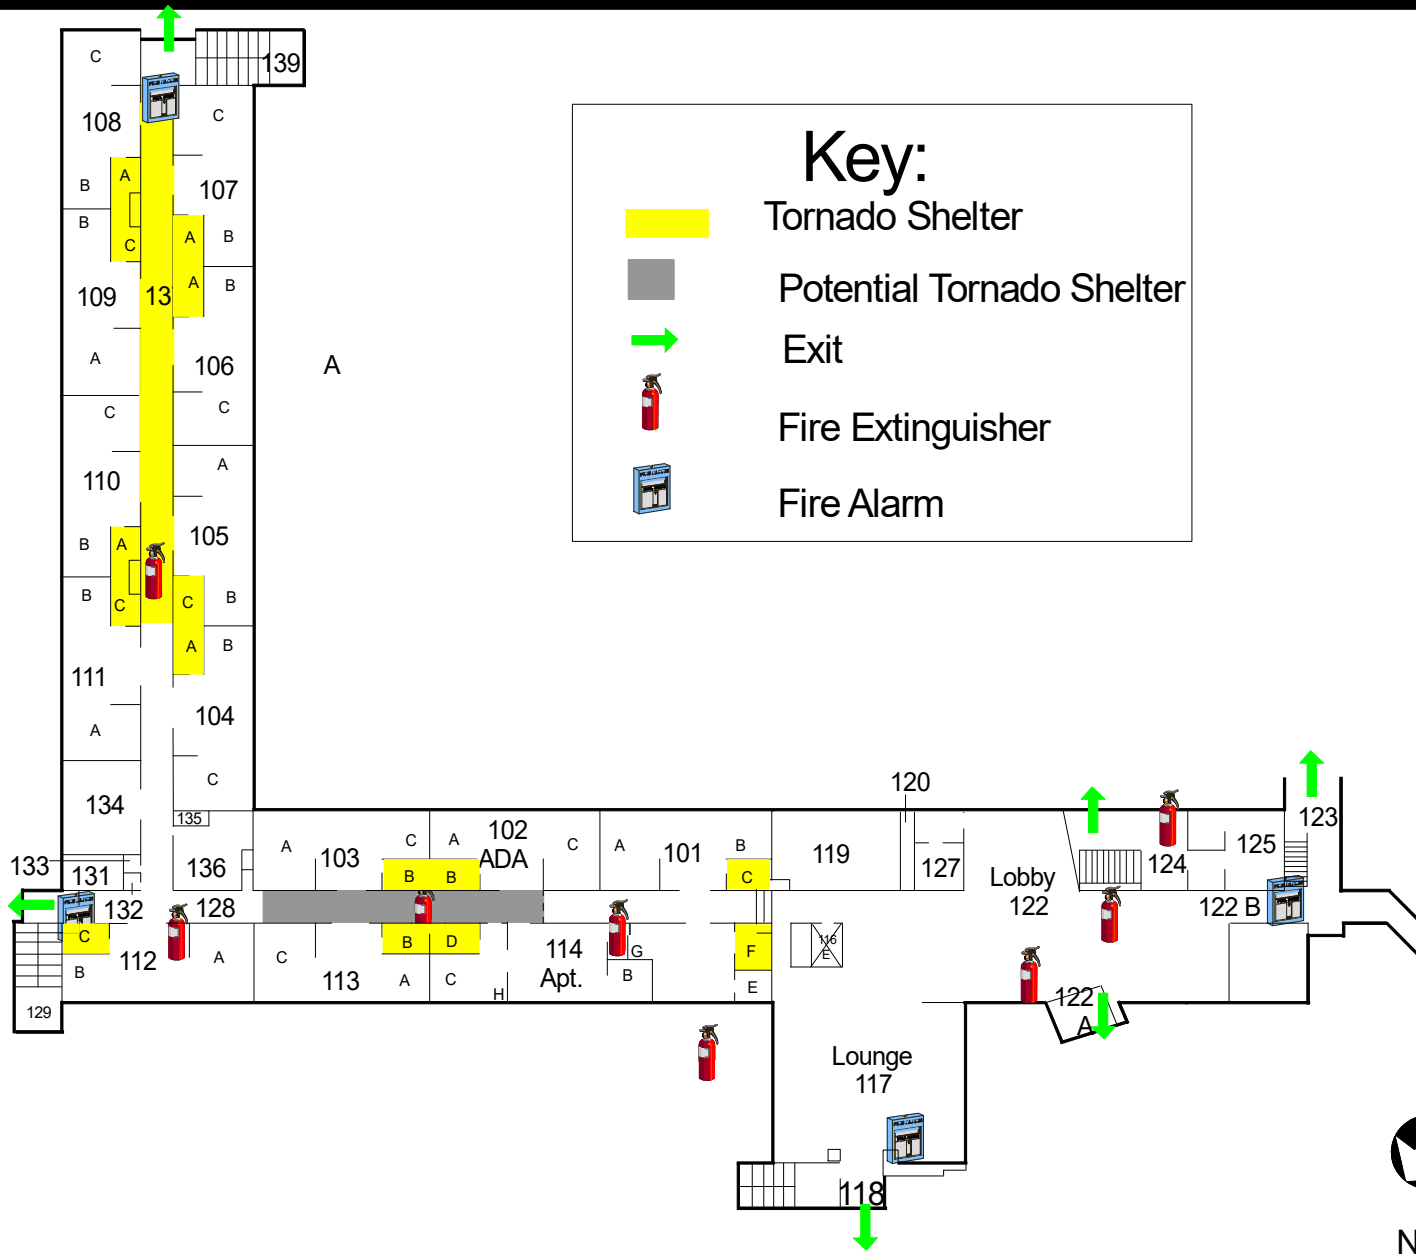 C
139
108
C
A
B
107
B
A
B
C
A
B
109
13
A
106
A
C
C
A
110
105
B
A
B
C
C
B
A
B
111
104
A
C
134
135
133
131
136
132
128
C
112
A
B
129
A
103
C
A
102
ADA
C
A
101
B
B
B
C
C
113
A
B
D
C
H
114
Apt.
G
B
F
E
119
120
127
116
E
Lobby
122
124
125
123
122 B
122
A
Lounge
117
118
A
Key:
Tornado Shelter
Potential Tornado Shelter
Exit
Fire Extinguisher
Fire Alarm
N